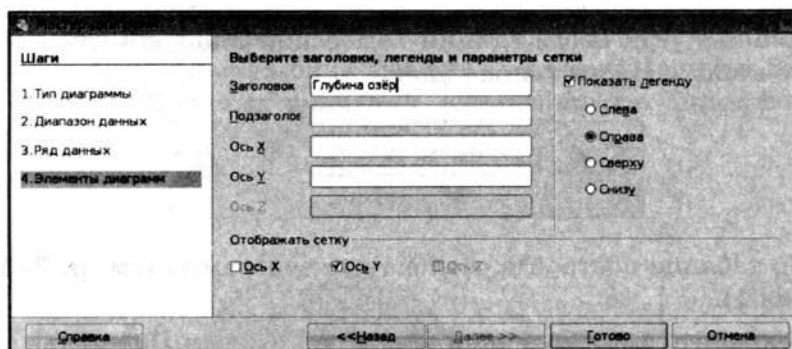 Шаги
1.Тип диаграммы
2.Диапазон данных
3.Ряд данных
4.Элементы диаграмм
Выберите заголовки, легенды и параметры сетки
Заголовок Глубина озёр
Подзаголов
Ось X
Ось Y
Ось Z
Показать легенду
Слева
Справа
Сверху
Снизу
Отображать сетку
Ось X Ось Y Ось Z
Справка <<Назад Далее >> Готово Отмена